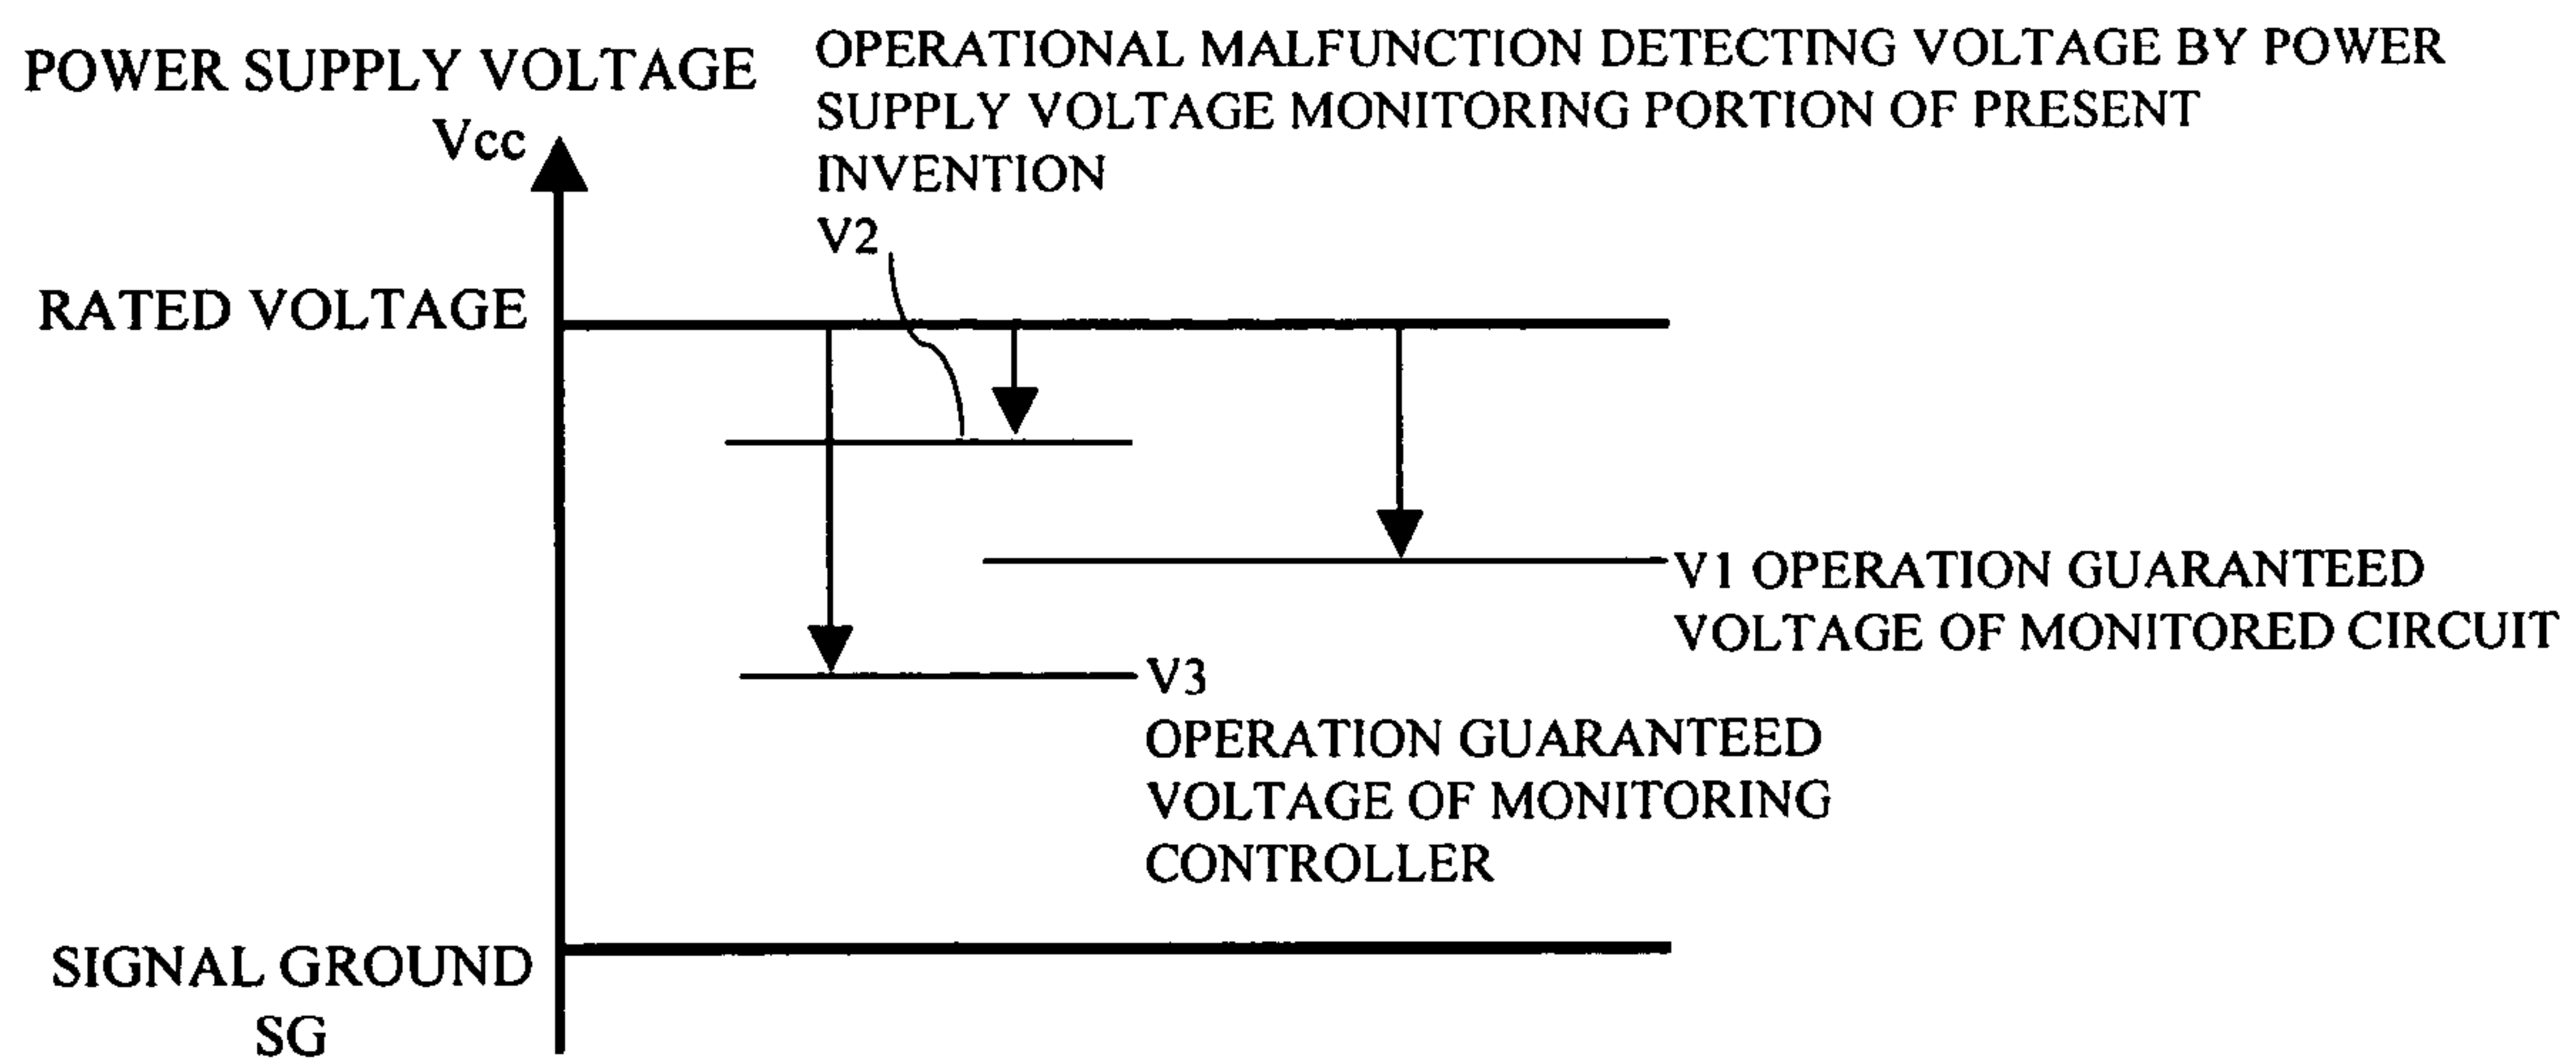 POWER SUPPLY VOLTAGE
Vcc
OPERATIONAL MALFUNCTION DETECTING VOLTAGE BY POWER
SUPPLY VOLTAGE MONITORING PORTION OF PRESENT
INVENTION
V2
RATED VOLTAGE
V1 OPERATION GUARANTEED
VOLTAGE OF MONITORED CIRCUIT
V3
OPERATION GUARANTEED
VOLTAGE OF MONITORING
CONTROLLER
SIGNAL GROUND
SG